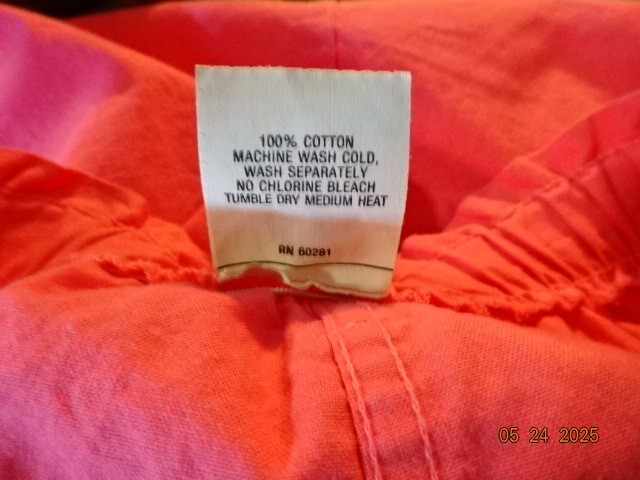 100% COTTON
MACHINE WASH COLD,
WASH SEPARATELY
NO CHLORINE BLEACH
TUMBLE DRY MEDIUM HEAT
RN 60281
05 24 2025